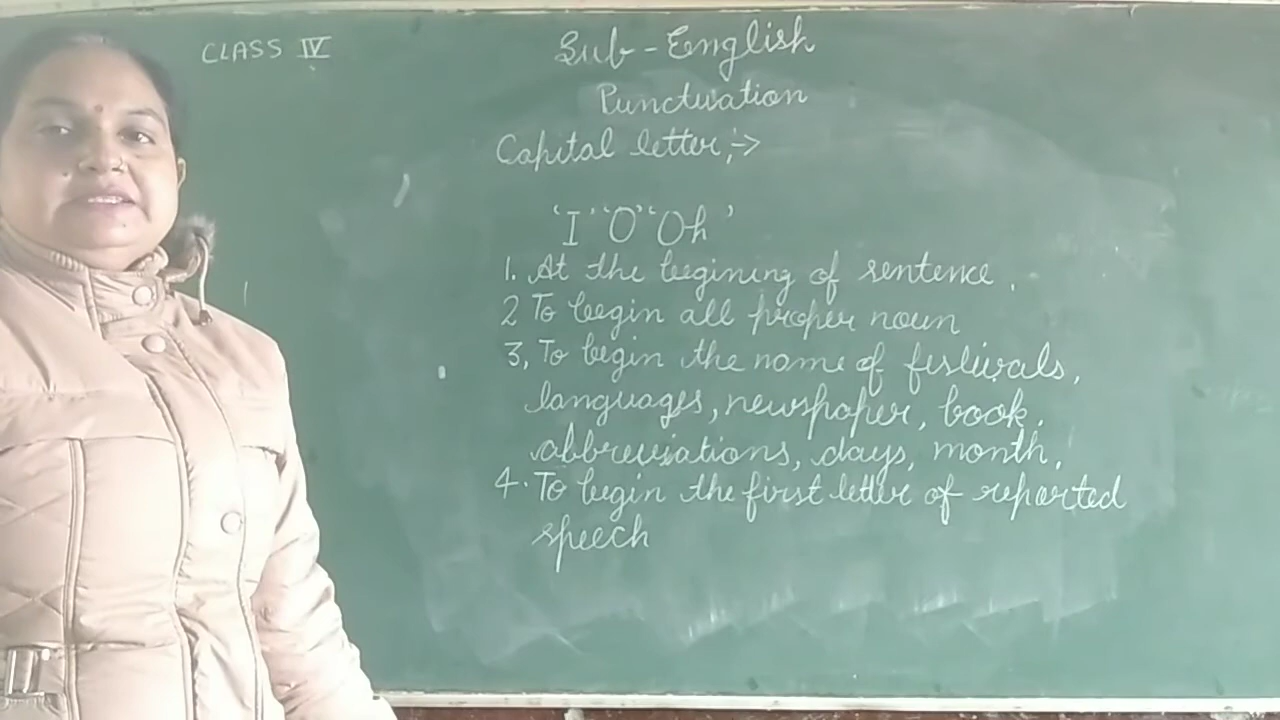 CLASS IV
Sub - English
Punctuation
Capital letter :->
'I' 'O' 'Oh'
1. At the begining of sentence.
2 To begin all proper noun
3, To begin the name of festivals,
languages, newspaper, book,
abbreviations, days, month,
4. To begin the first letter of reported
speech